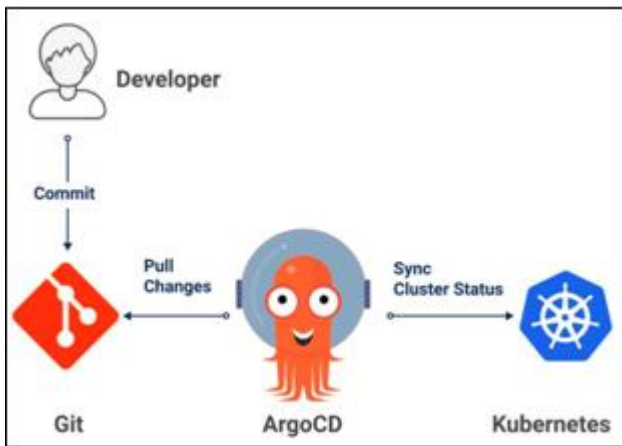 Developer
Commit
Pull
Changes
Sync
Cluster Status
Git
ArgoCD
Kubernetes